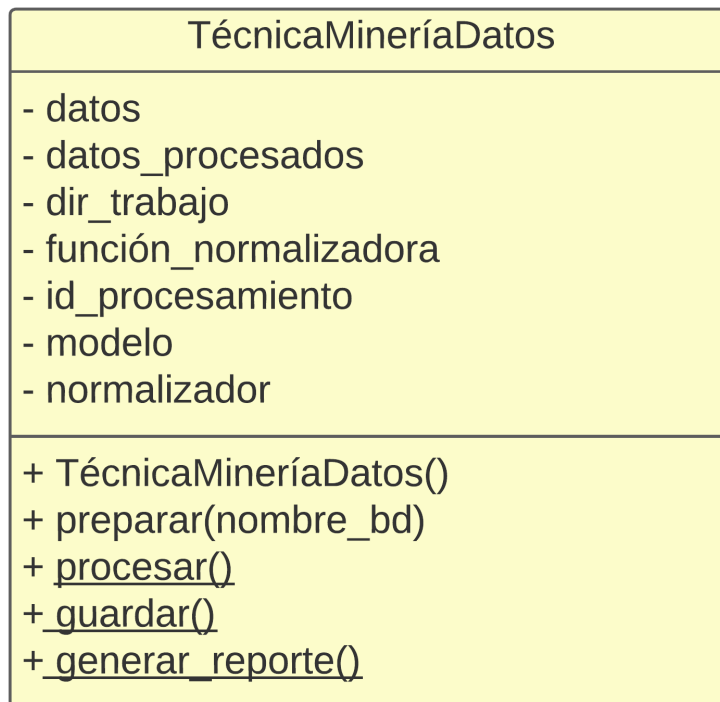 TécnicaMineríaDatos
- datos
- datos_procesados
- dir_trabajo
- función_normalizadora
- id_procesamiento
- modelo
- normalizador
+ TécnicaMineríaDatos()
+ preparar(nombre_bd)
+ procesar()
+ guardar()
+ generar_reporte()